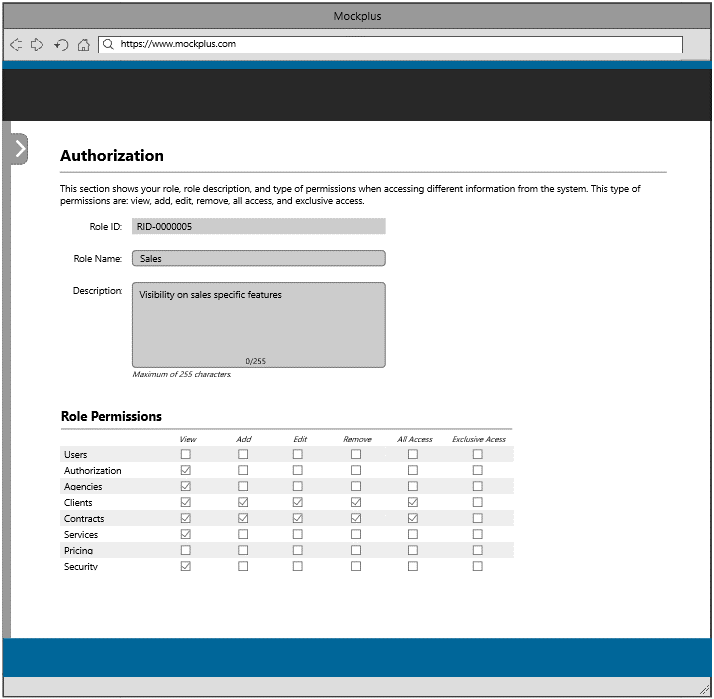 Mockplus
https://www.mockplus.com
Authorization
This section shows your role, role description, and type of permissions when accessing different information from the system. This type of
permissions are: view, add, edit, remove, all access, and exclusive access.
Role ID: RID-0000005
Role Name: Sales
Description: Visibility on sales specific features
0/255
Maximum of 255 characters.
Role Permissions
View Add Edit Remove All Access Exclusive Acess
Users
Authorization
Agencies
Clients
Contracts
Services
Pricing
Security